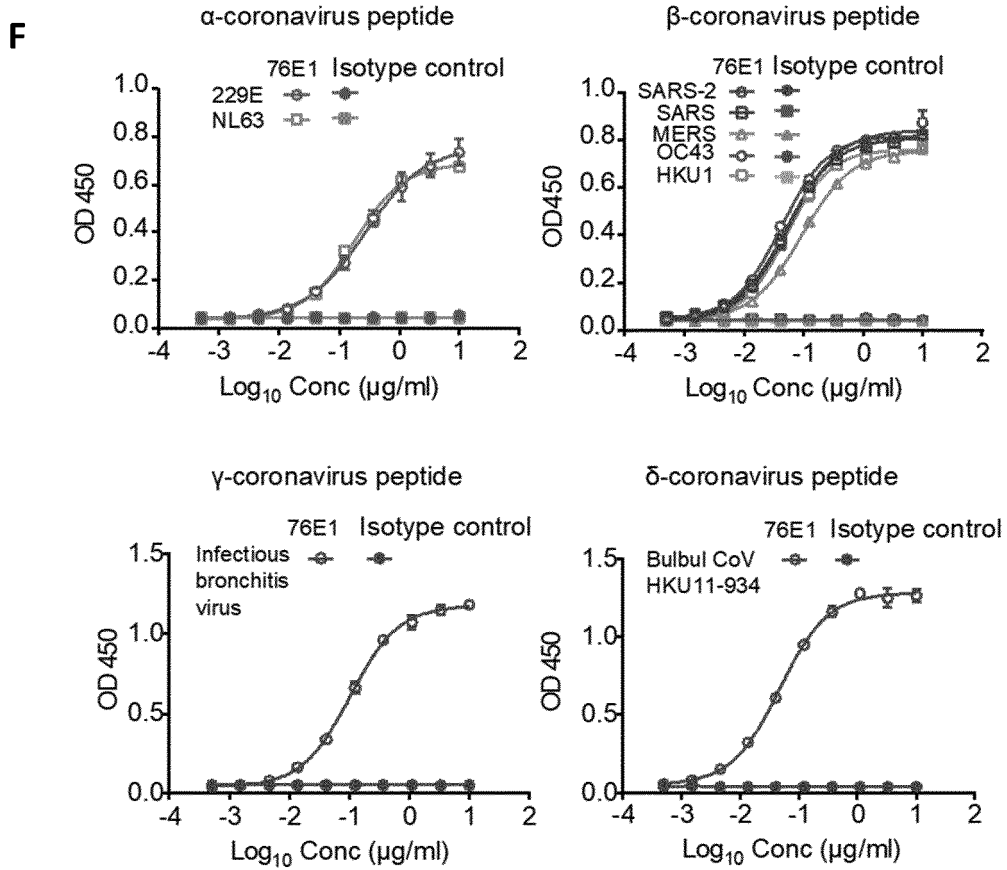 F
α-coronavirus peptide
76E1 Isotype control
229E
NL63
OD 450
1.0
0.8
0.6
0.4
0.2
0.0
-4 -3 -2 -1 0 1 2
Log10 Conc (µg/ml)
β-coronavirus peptide
76E1 Isotype control
SARS-2
SARS
MERS
OC43
HKU1
OD450
1.0
0.8
0.6
0.4
0.2
0.0
-4 -3 -2 -1 0 1 2
Log10 Conc (µg/ml)
γ-coronavirus peptide
76E1 Isotype control
Infectious
bronchitis
virus
OD 450
1.5
1.0
0.5
0.0
-4 -3 -2 -1 0 1 2
Log10 Conc (µg/ml)
δ-coronavirus peptide
76E1 Isotype control
Bulbul CoV
HKU11-934
OD 450
1.5
1.0
0.5
0.0
-4 -3 -2 -1 0 1 2
Log10 Conc (µg/ml)